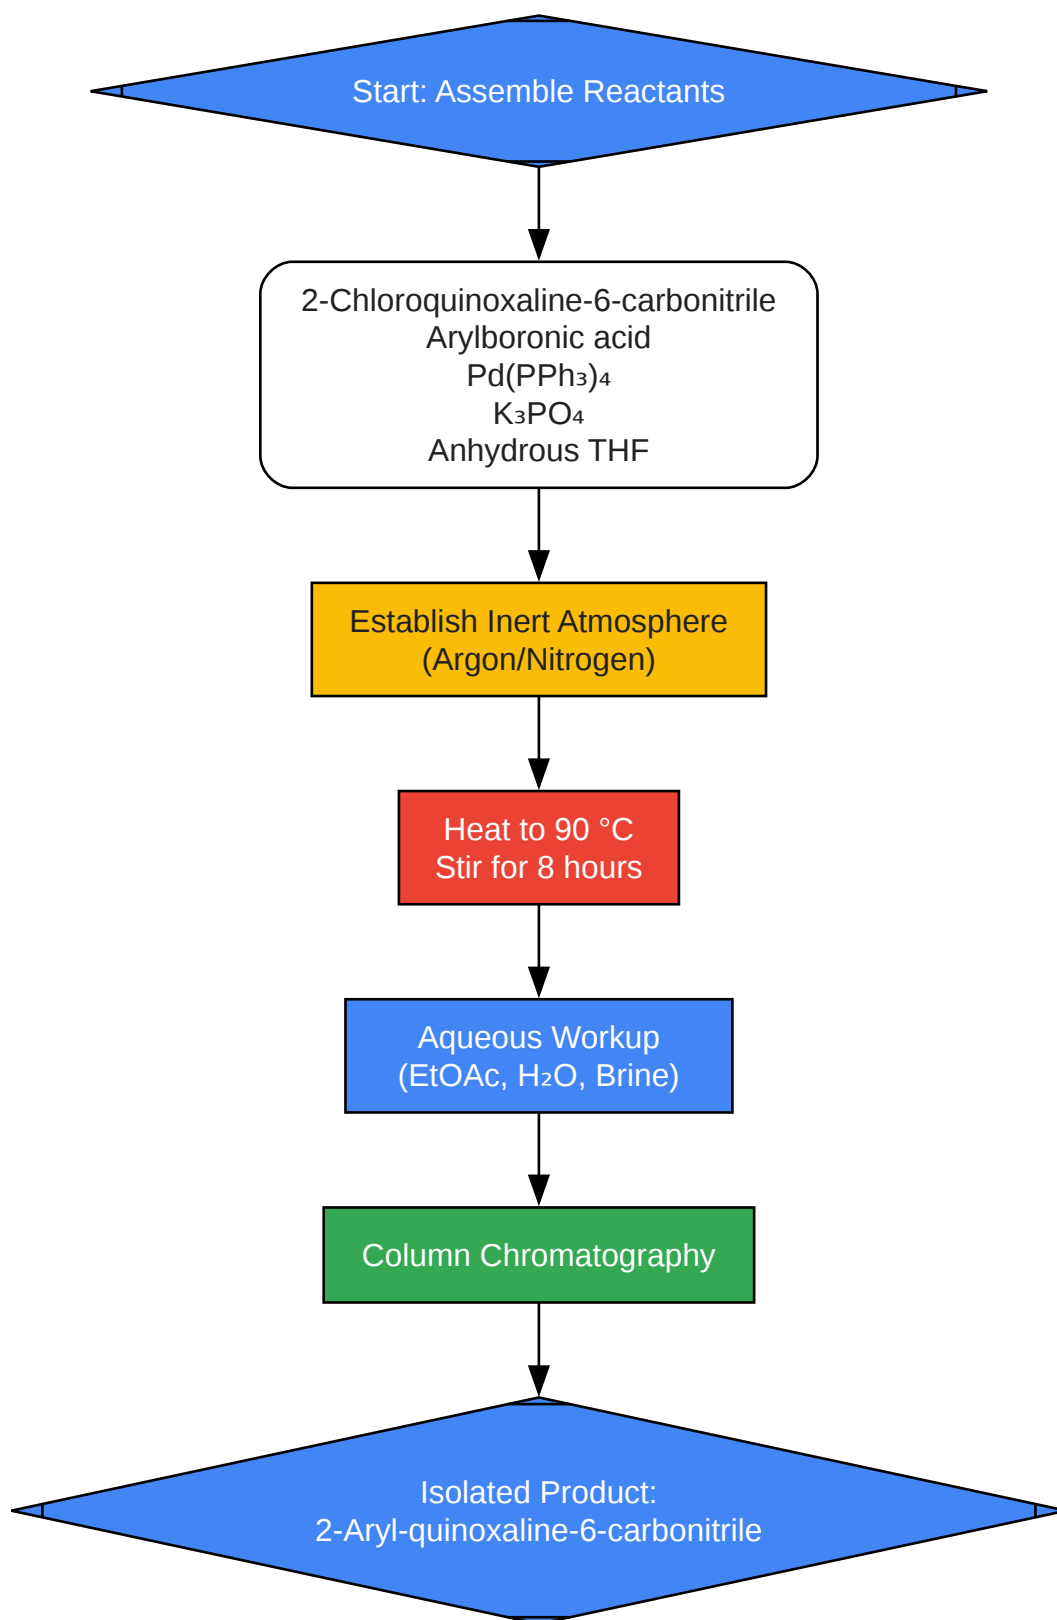 Start: Assemble Reactants
2-Chloroquinoxaline-6-carbonitrile
Arylboronic acid
Pd(PPh₃)₄
K₃PO₄
Anhydrous THF
Establish Inert Atmosphere
(Argon/Nitrogen)
Heat to 90 °C
Stir for 8 hours
Aqueous Workup
(EtOAc, H₂O, Brine)
Column Chromatography
Isolated Product:
2-Aryl-quinoxaline-6-carbonitrile